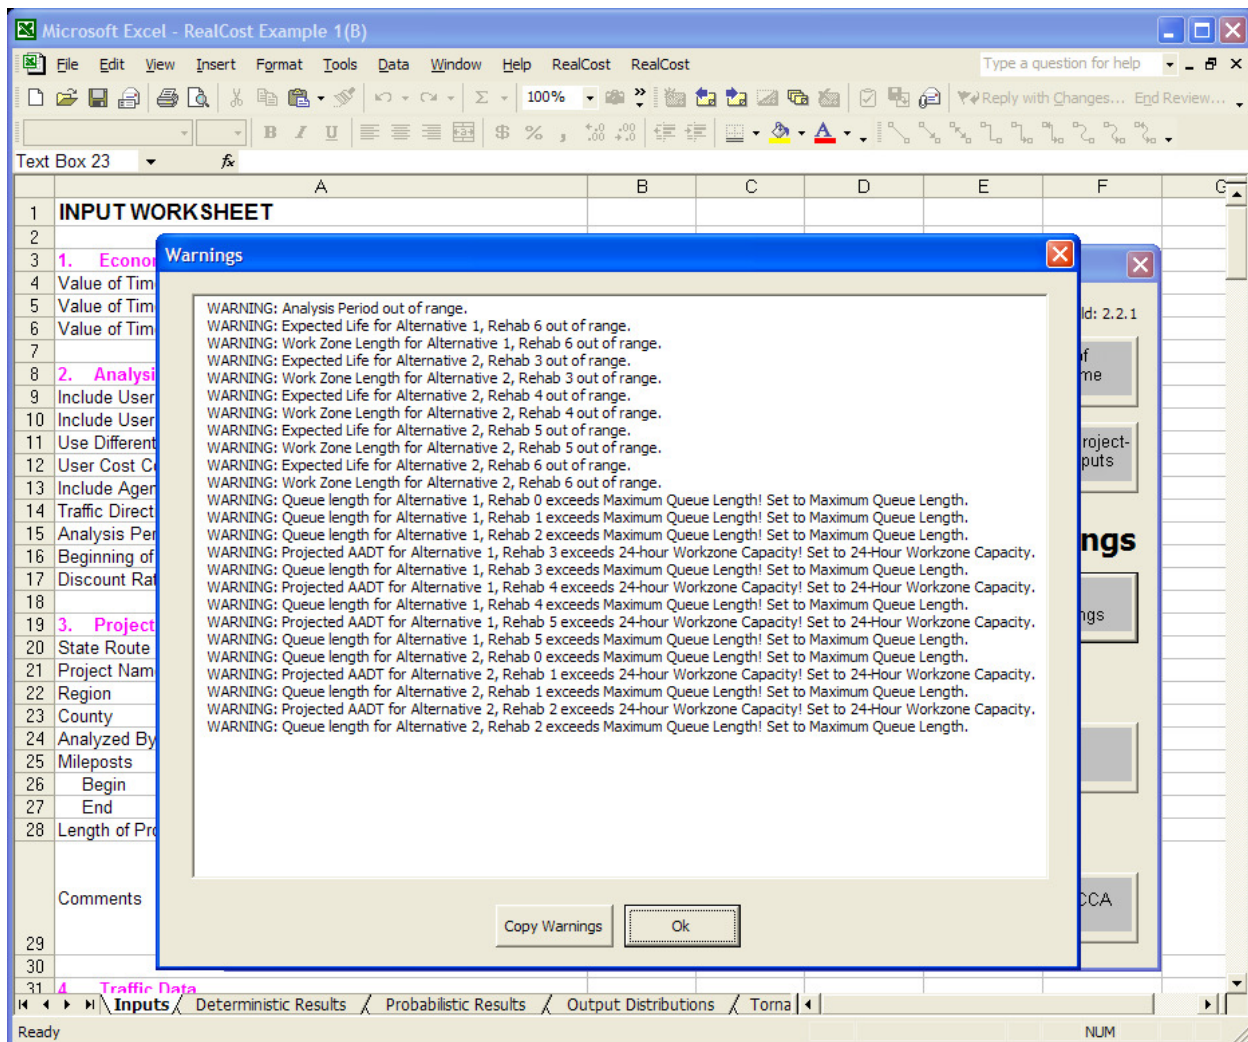 Microsoft Excel - RealCost Example 1(B)
File Edit View Insert Format Tools Data Window Help RealCost RealCost Type a question for help
100% Reply with Changes... End Review...
B I U $ % ,
Text Box 23 fx
A B C D E F G
1 INPUT WORKSHEET
2
3 1. Econo
4 Value of Tim
5 Value of Tim
6 Value of Tim
7
8 2. Analysi
9 Include User
10 Include User
11 Use Different
12 User Cost C
13 Include Agen
14 Traffic Direct
15 Analysis Per
16 Beginning of
17 Discount Rat
18
19 3. Project
20 State Route
21 Project Nam
22 Region
23 County
24 Analyzed By
25 Mileposts
26 Begin
27 End
28 Length of Pro
29 Comments
30
31 4. Traffic Data
Warnings
WARNING: Analysis Period out of range.
WARNING: Expected Life for Alternative 1, Rehab 6 out of range.
WARNING: Work Zone Length for Alternative 1, Rehab 6 out of range.
WARNING: Expected Life for Alternative 2, Rehab 3 out of range.
WARNING: Work Zone Length for Alternative 2, Rehab 3 out of range.
WARNING: Expected Life for Alternative 2, Rehab 4 out of range.
WARNING: Work Zone Length for Alternative 2, Rehab 4 out of range.
WARNING: Expected Life for Alternative 2, Rehab 5 out of range.
WARNING: Work Zone Length for Alternative 2, Rehab 5 out of range.
WARNING: Expected Life for Alternative 2, Rehab 6 out of range.
WARNING: Work Zone Length for Alternative 2, Rehab 6 out of range.
WARNING: Queue length for Alternative 1, Rehab 0 exceeds Maximum Queue Length! Set to Maximum Queue Length.
WARNING: Queue length for Alternative 1, Rehab 1 exceeds Maximum Queue Length! Set to Maximum Queue Length.
WARNING: Queue length for Alternative 1, Rehab 2 exceeds Maximum Queue Length! Set to Maximum Queue Length.
WARNING: Projected AADT for Alternative 1, Rehab 3 exceeds 24-hour Workzone Capacity! Set to 24-Hour Workzone Capacity.
WARNING: Queue length for Alternative 1, Rehab 3 exceeds Maximum Queue Length! Set to Maximum Queue Length.
WARNING: Projected AADT for Alternative 1, Rehab 4 exceeds 24-hour Workzone Capacity! Set to 24-Hour Workzone Capacity.
WARNING: Queue length for Alternative 1, Rehab 4 exceeds Maximum Queue Length! Set to Maximum Queue Length.
WARNING: Projected AADT for Alternative 1, Rehab 5 exceeds 24-hour Workzone Capacity! Set to 24-Hour Workzone Capacity.
WARNING: Queue length for Alternative 1, Rehab 5 exceeds Maximum Queue Length! Set to Maximum Queue Length.
WARNING: Queue length for Alternative 2, Rehab 0 exceeds Maximum Queue Length! Set to Maximum Queue Length.
WARNING: Projected AADT for Alternative 2, Rehab 1 exceeds 24-hour Workzone Capacity! Set to 24-Hour Workzone Capacity.
WARNING: Queue length for Alternative 2, Rehab 1 exceeds Maximum Queue Length! Set to Maximum Queue Length.
WARNING: Projected AADT for Alternative 2, Rehab 2 exceeds 24-hour Workzone Capacity! Set to 24-Hour Workzone Capacity.
WARNING: Queue length for Alternative 2, Rehab 2 exceeds Maximum Queue Length! Set to Maximum Queue Length.
Copy Warnings Ok
ld: 2.2.1
of
me
roject-
puts
ngs
ngs
CCA
Inputs Deterministic Results Probabilistic Results Output Distributions Torna
Ready NUM